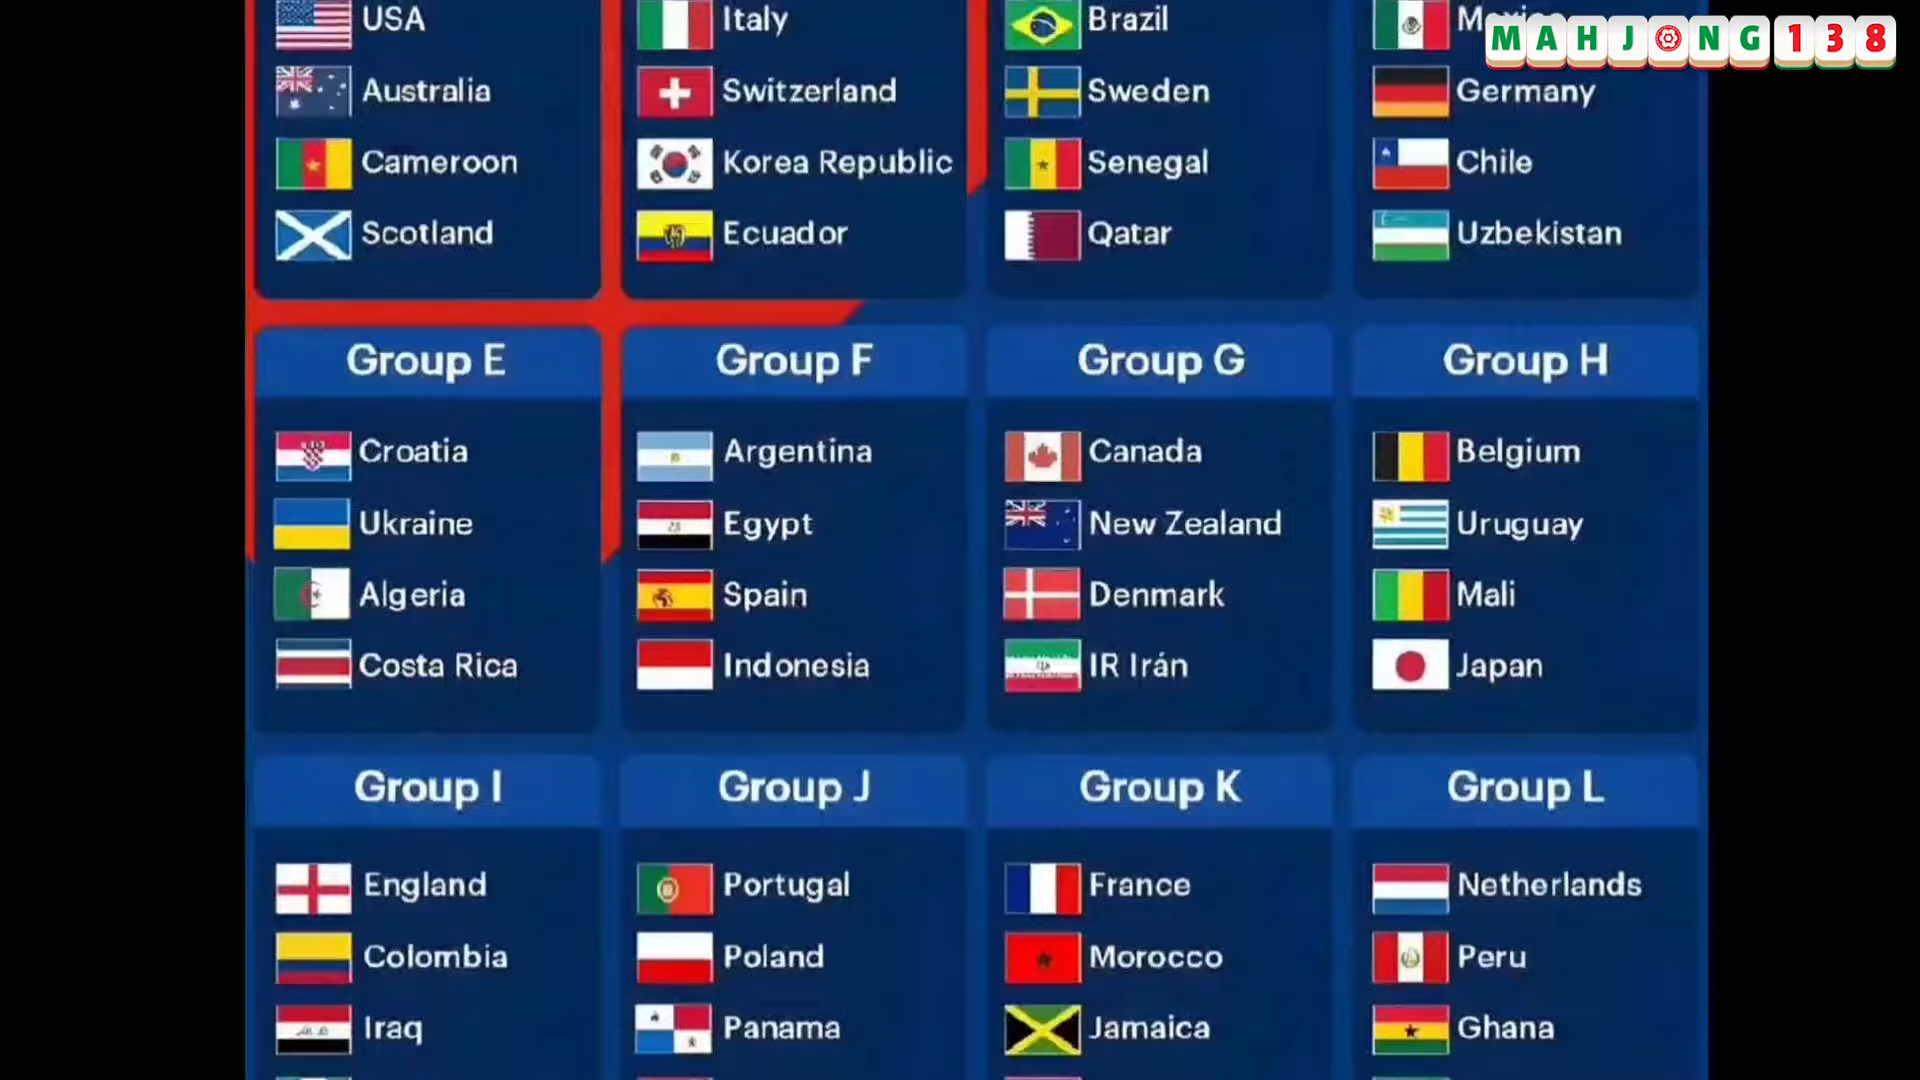 USA
Australia
Cameroon
Scotland
Italy
Switzerland
Korea Republic
Ecuador
Brazil
Sweden
Senegal
Qatar
Mexico
Germany
Chile
Uzbekistan
MAHJONG138
Group E
Croatia
Ukraine
Algeria
Costa Rica
Group F
Argentina
Egypt
Spain
Indonesia
Group G
Canada
New Zealand
Denmark
IR Irán
Group H
Belgium
Uruguay
Mali
Japan
Group I
England
Colombia
Iraq
Group J
Portugal
Poland
Panama
Group K
France
Morocco
Jamaica
Group L
Netherlands
Peru
Ghana